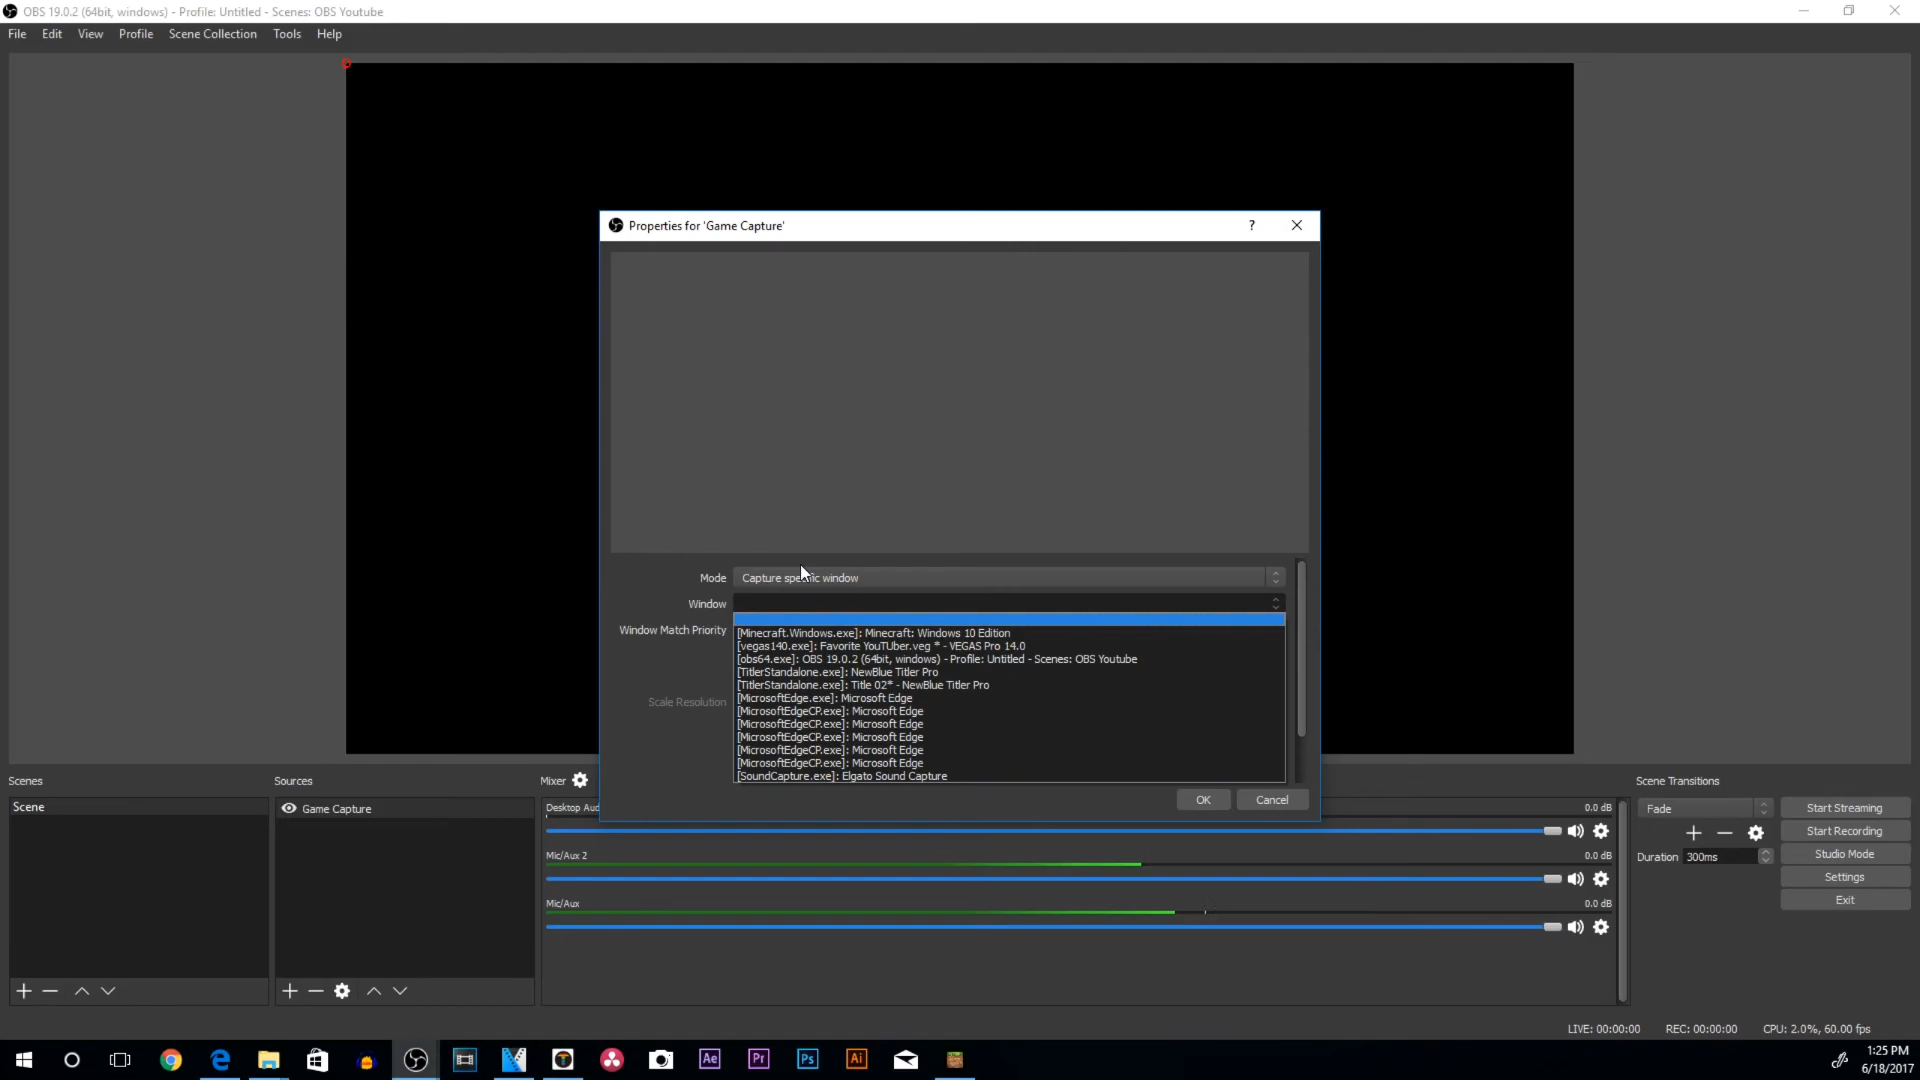 OBS 19.0.2 (64bit, windows) - Profile: Untitled - Scenes: OBS Youtube
File Edit View Profile Scene Collection Tools Help
Properties for 'Game Capture'
?
Mode Capture specific window
Window
Window Match Priority
[Minecraft.Windows.exe]: Minecraft: Windows 10 Edition
[vegas140.exe]: Favorite YouTUber.veg * - VEGAS Pro 14.0
[obs64.exe]: OBS 19.0.2 (64bit, windows) - Profile: Untitled - Scenes: OBS Youtube
[TitlerStandalone.exe]: NewBlue Titler Pro
[TitlerStandalone.exe]: Title 02* - NewBlue Titler Pro
[MicrosoftEdge.exe]: Microsoft Edge
Scale Resolution
[MicrosoftEdgeCP.exe]: Microsoft Edge
[MicrosoftEdgeCP.exe]: Microsoft Edge
[MicrosoftEdgeCP.exe]: Microsoft Edge
[MicrosoftEdgeCP.exe]: Microsoft Edge
[MicrosoftEdgeCP.exe]: Microsoft Edge
[SoundCapture.exe]: Elgato Sound Capture
OK Cancel
Scenes
Scene
Sources
Game Capture
Mixer
Desktop Aud 0.0 dB
Mic/Aux 2 0.0 dB
Mic/Aux 0.0 dB
Scene Transitions
Fade
Duration 300ms
Start Streaming
Start Recording
Studio Mode
Settings
Exit
LIVE: 00:00:00 REC: 00:00:00 CPU: 2.0%, 60.00 fps
Ae Pr Ps Ai
1:25 PM
6/18/2017